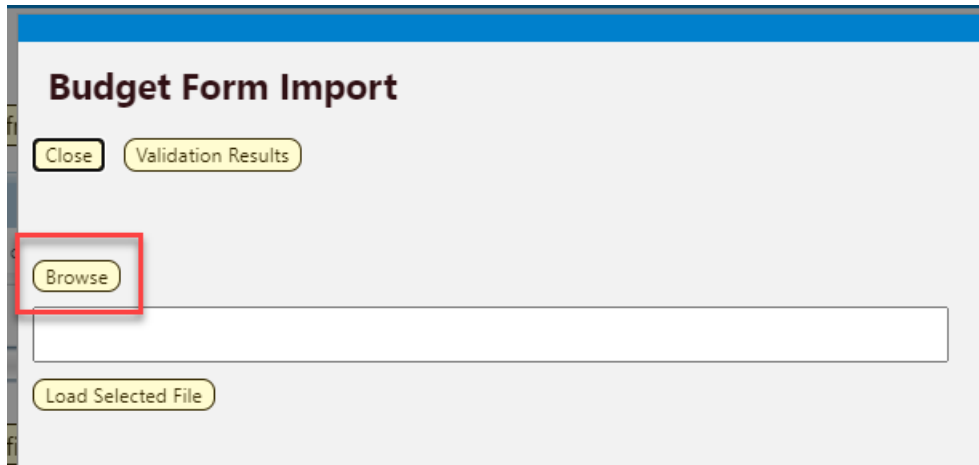 Budget Form Import
Close Validation Results
Browse
Load Selected File